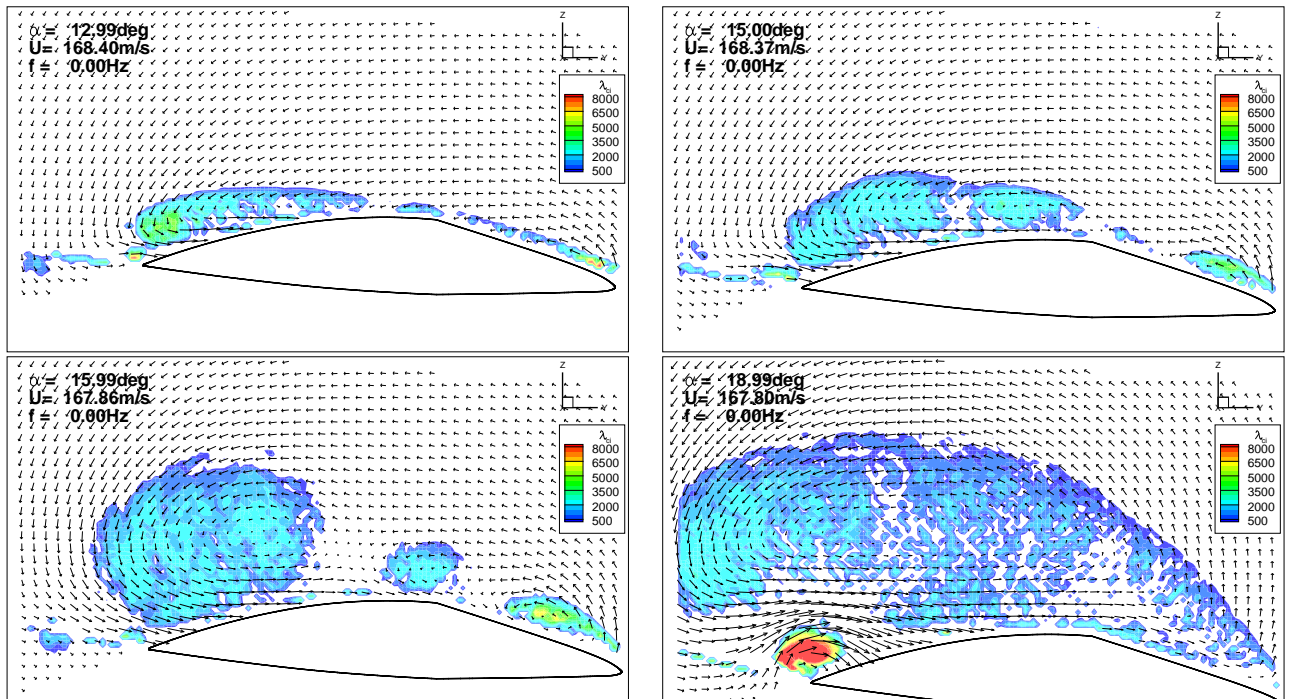 α = 12.99deg
U= 168.40m/s
f = 0.00Hz
Z
Y
λci
8000
6500
5000
3500
2000
500
α = 15.00deg
U= 168.37m/s
f = 0.00Hz
Z
Y
λci
8000
6500
5000
3500
2000
500
α = 15.99deg
U= 167.86m/s
f = 0.00Hz
Z
Y
λci
8000
6500
5000
3500
2000
500
α = 18.99deg
U= 167.80m/s
f = 0.00Hz
Z
Y
λci
8000
6500
5000
3500
2000
500